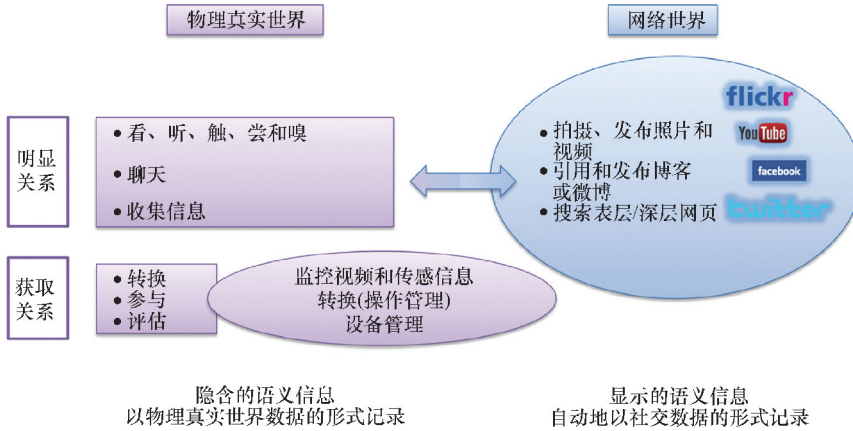 物理真实世界
网络世界
明显
关系
• 看、听、触、尝和嗅
• 聊天
• 收集信息
flickr
• 拍摄、发布照片和
视频
YouTube
• 引用和发布博客
或微博
facebook
• 搜索表层/深层网页
twitter
获取
关系
• 转换
• 参与
• 评估
监控视频和传感信息
转换(操作管理)
设备管理
隐含的语义信息
以物理真实世界数据的形式记录
显示的语义信息
自动地以社交数据的形式记录